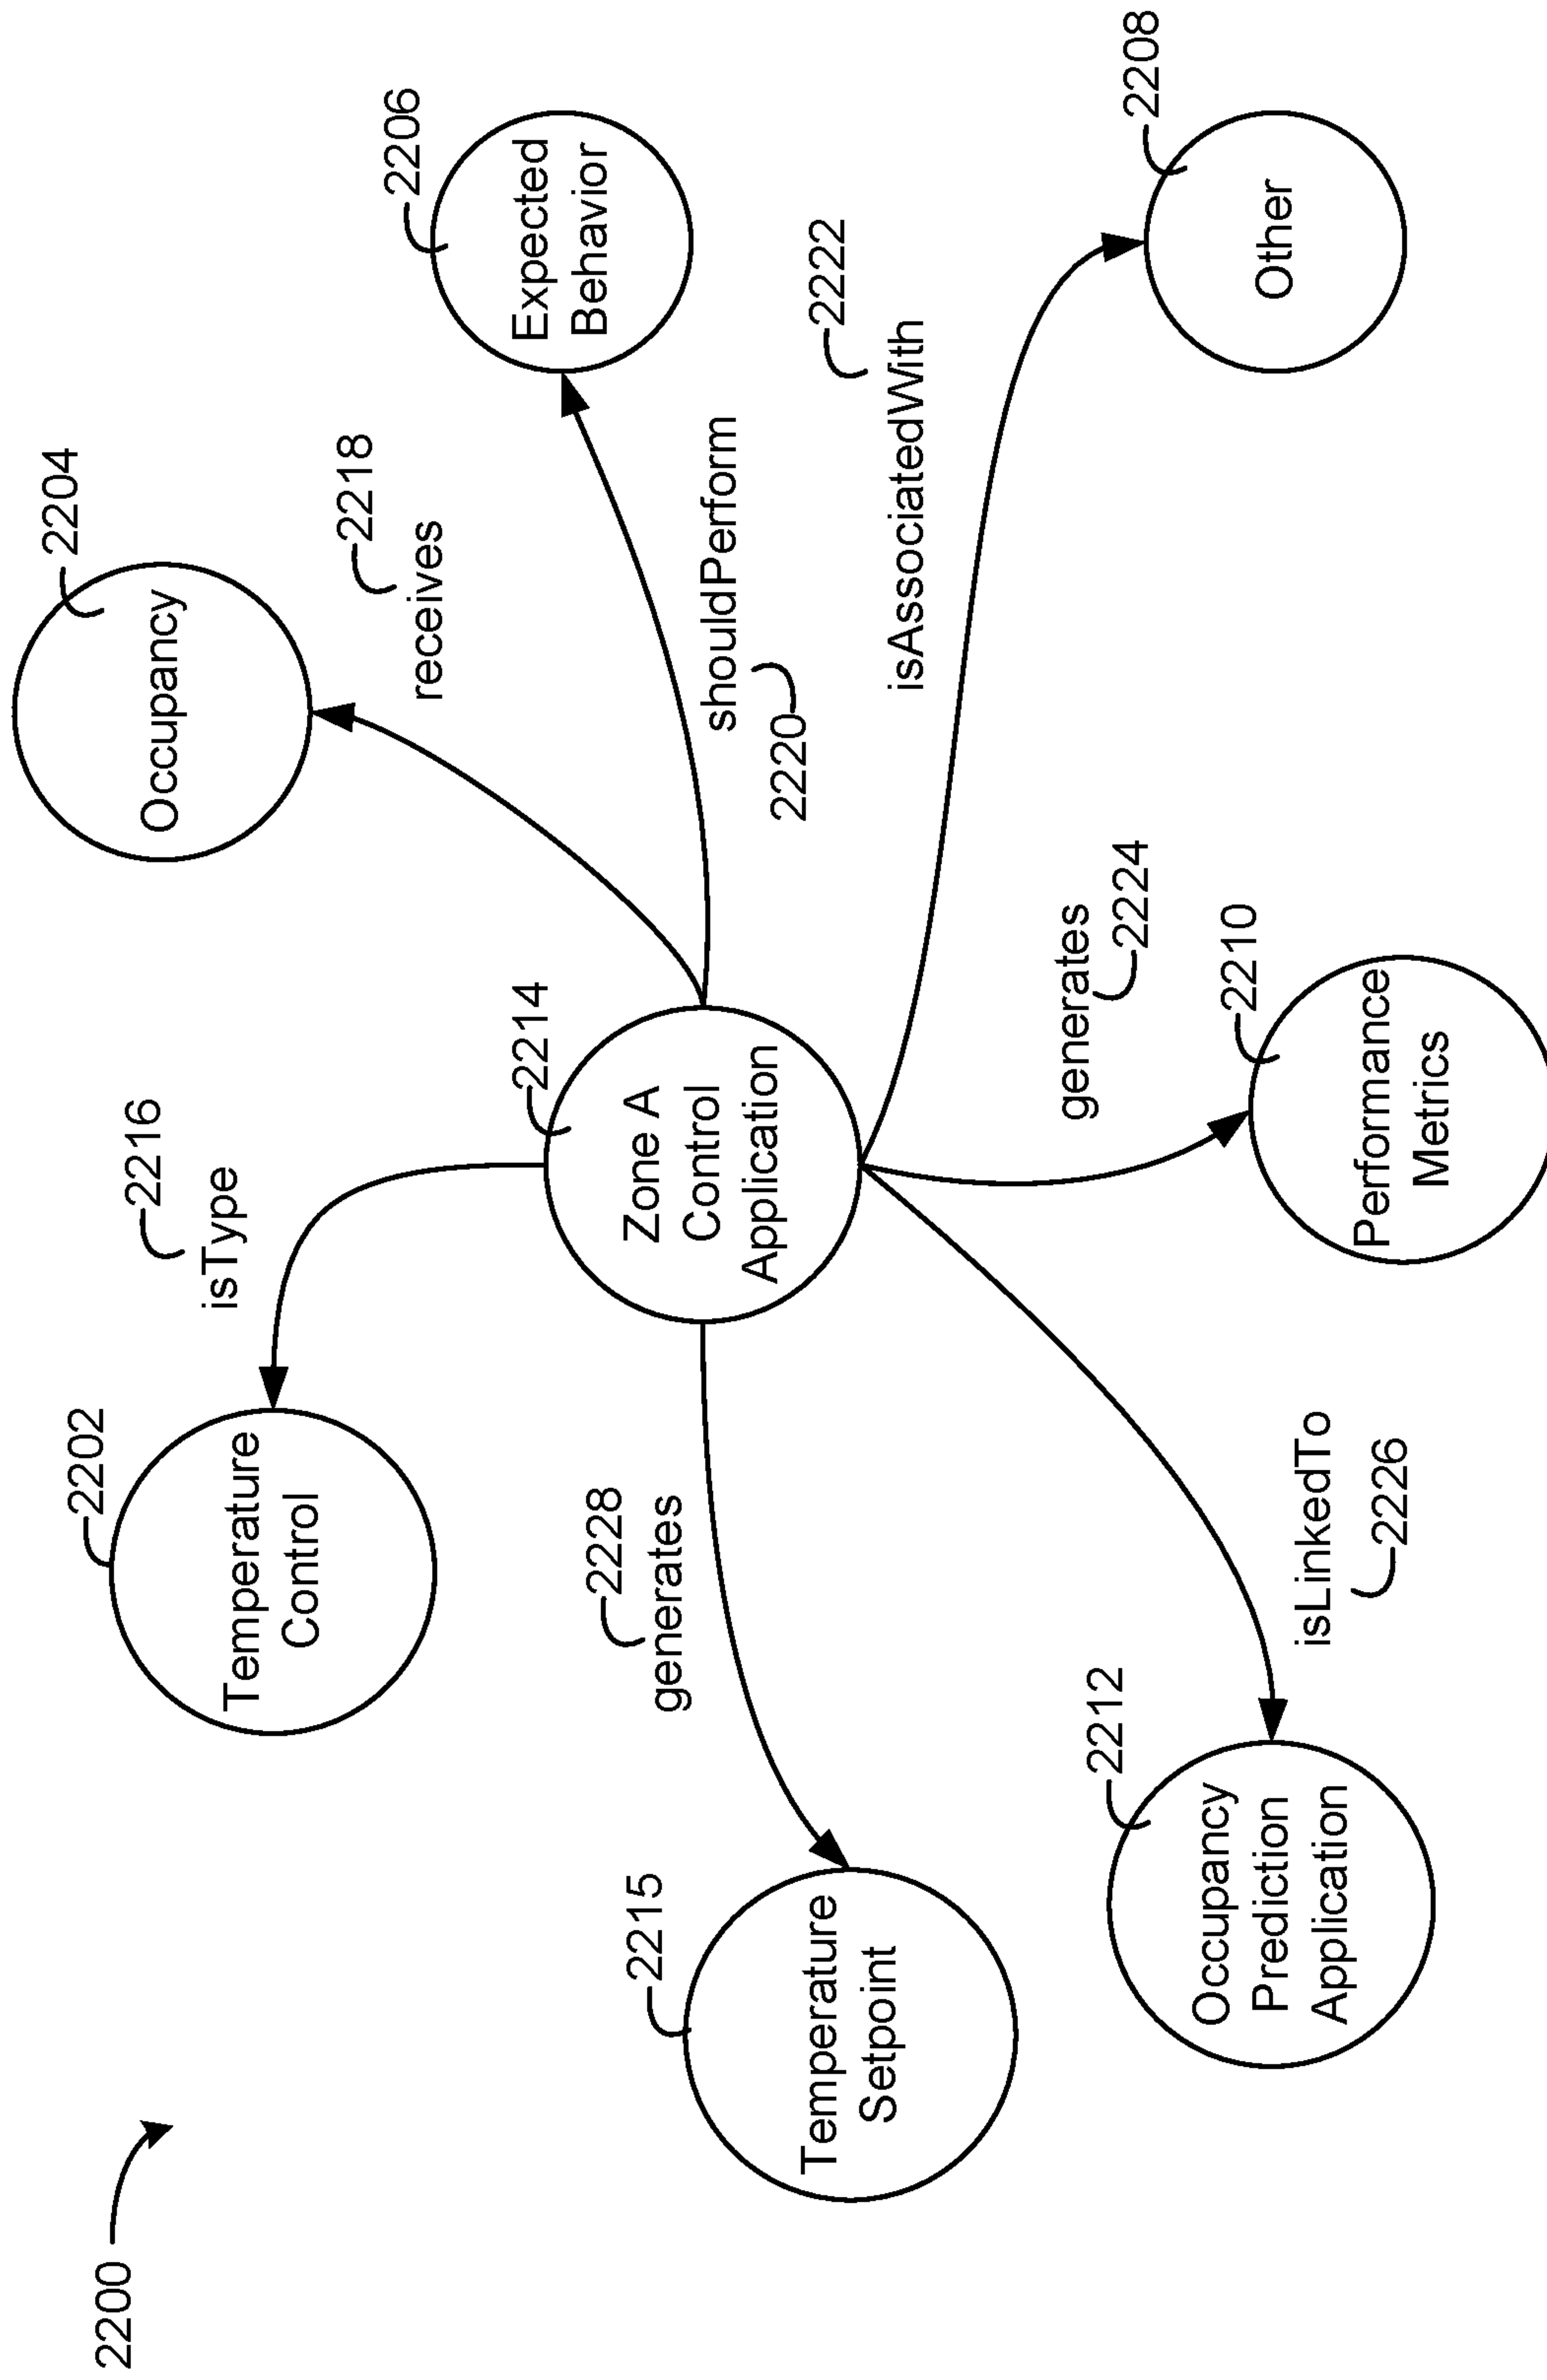 2200
2202
Temperature
Control
2216
isType
2204
Occupancy
2218
receives
2206
Expected
Behavior
2214
Zone A
Control
Application
shouldPerform
2220
2222
isAssociatedWith
2208
Other
2228
generates
2215
Temperature
Setpoint
2212
Occupancy
Prediction
Application
isLinkedTo
2226
generates
2224
2210
Performance
Metrics